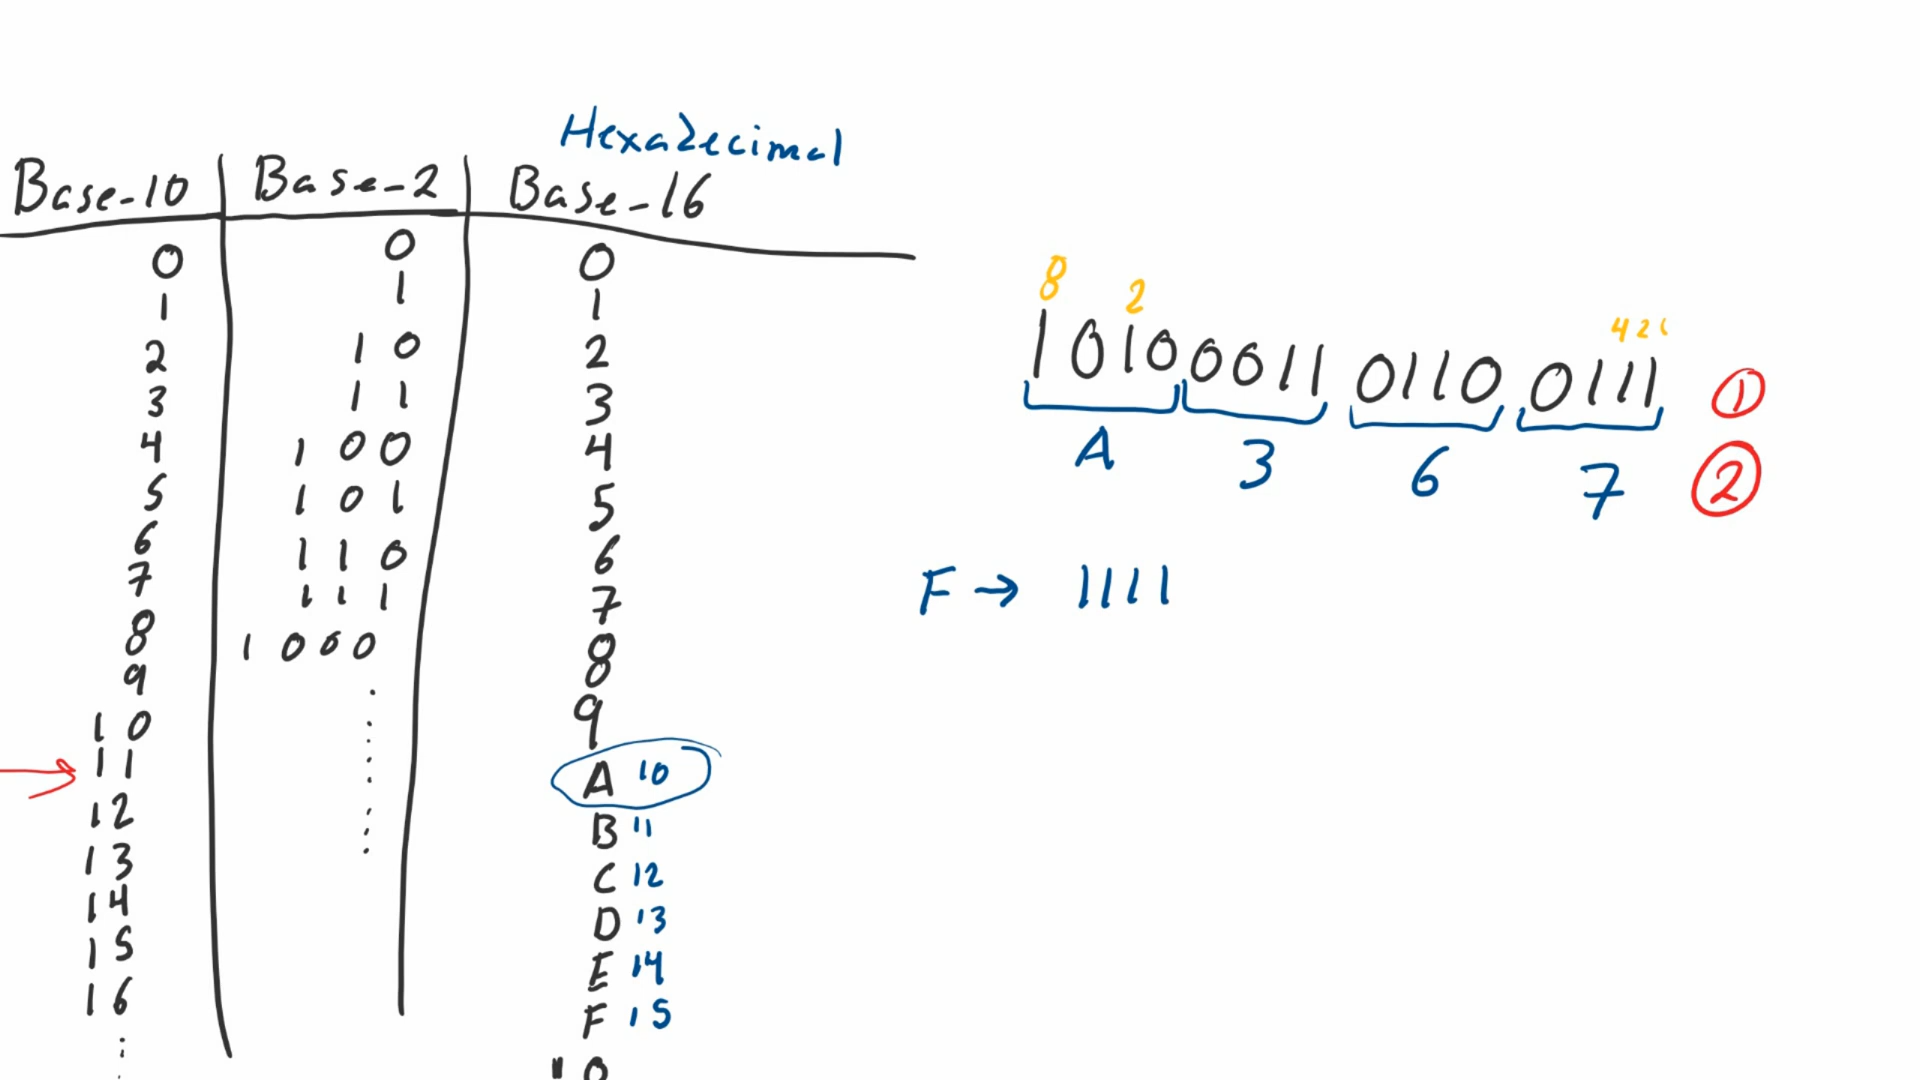 Hexadecimal
Base-10 Base-2 Base-16
0 0 0
1 1 1
2 10 2
3 11 3
4 100 4
5 101 5
6 110 6
7 111 7
8 1000 8
9 9
10 A 10
11 B 11
12 C 12
13 D 13
14 E 14
15 F 15
16 10
8 2 421
1010 0011 0110 0111 ①
A 3 6 7 ②
F → 1111